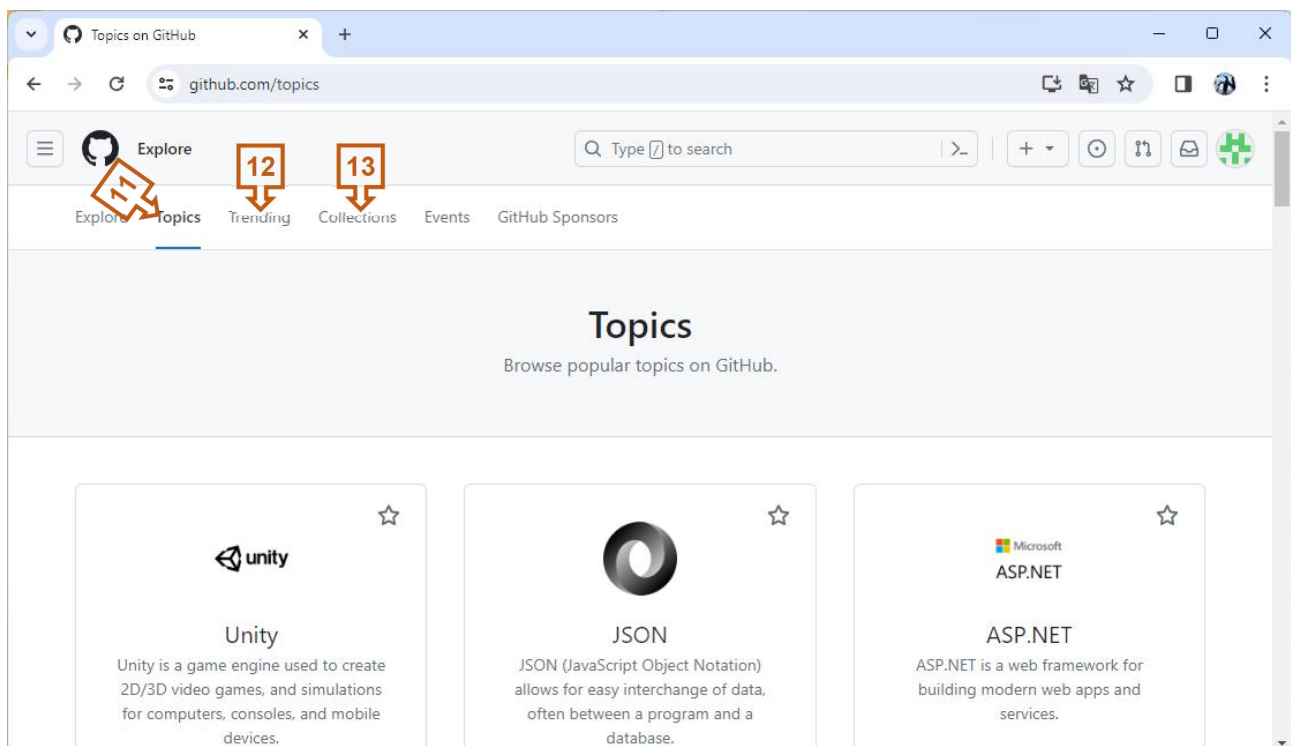 Topics on GitHub
github.com/topics
Explore
Type / to search
11
12
13
Explore Topics Trending Collections Events GitHub Sponsors
Topics
Browse popular topics on GitHub.
unity
Unity
Unity is a game engine used to create
2D/3D video games, and simulations
for computers, consoles, and mobile
devices.
JSON
JSON (JavaScript Object Notation)
allows for easy interchange of data,
often between a program and a
database.
Microsoft
ASP.NET
ASP.NET
ASP.NET is a web framework for
building modern web apps and
services.